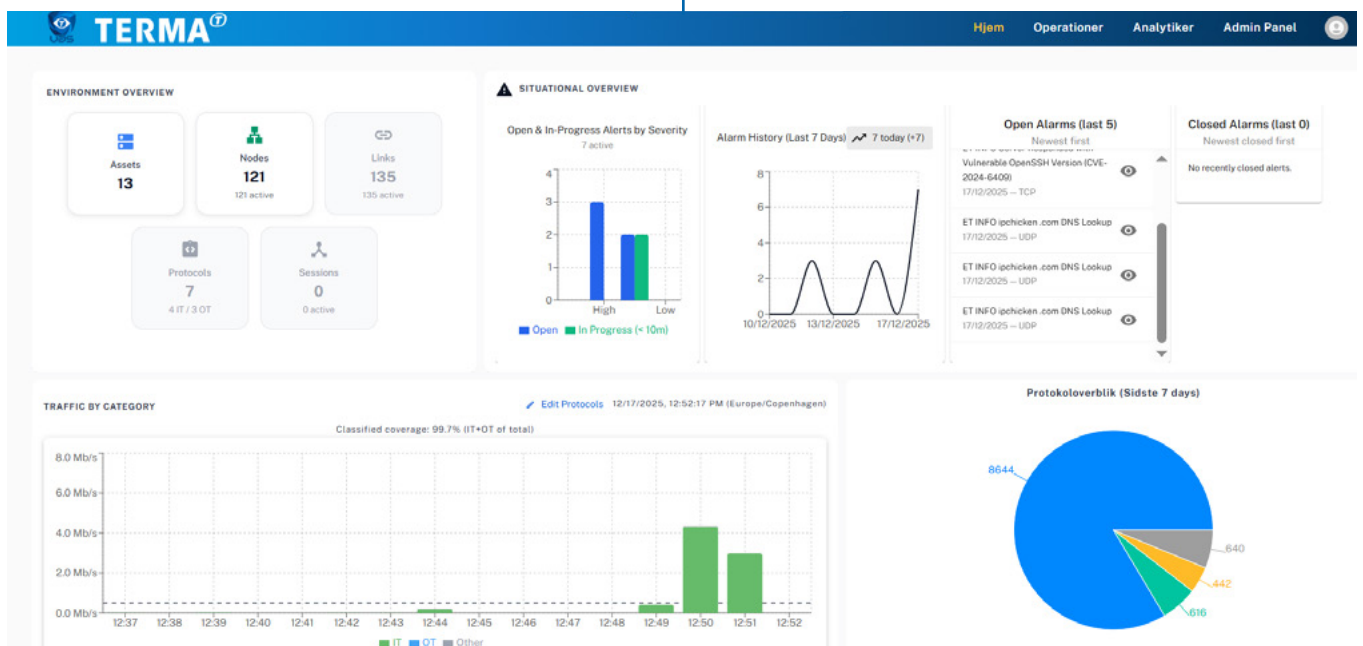 UDS TERMA T
Hjem Operationer Analytiker Admin Panel
ENVIRONMENT OVERVIEW
Assets
13
Nodes
121
121 active
Links
135
135 active
Protocols
7
4 IT / 3 OT
Sessions
0
0 active
SITUATIONAL OVERVIEW
Open & In-Progress Alerts by Severity
7 active
4
3
2
1
0
High Low
Open In Progress (< 10m)
Alarm History (Last 7 Days) 7 today (+7)
8
6
4
2
0
10/12/2025 13/12/2025 17/12/2025
Open Alarms (last 5)
Newest first
Vulnerable OpenSSH Version (CVE-
2024-6409)
17/12/2025 — TCP
ET INFO ipchicken .com DNS Lookup
17/12/2025 — UDP
ET INFO ipchicken .com DNS Lookup
17/12/2025 — UDP
ET INFO ipchicken .com DNS Lookup
17/12/2025 — UDP
Closed Alarms (last 0)
Newest closed first
No recently closed alerts.
TRAFFIC BY CATEGORY
Edit Protocols 12/17/2025, 12:52:17 PM (Europe/Copenhagen)
Classified coverage: 99.7% (IT+OT of total)
8.0 Mb/s
6.0 Mb/s
4.0 Mb/s
2.0 Mb/s
0.0 Mb/s
12:37 12:38 12:39 12:40 12:41 12:42 12:43 12:44 12:45 12:46 12:47 12:48 12:49 12:50 12:51 12:52
IT OT Other
Protokoloverblik (Sidste 7 days)
8644
640
442
616